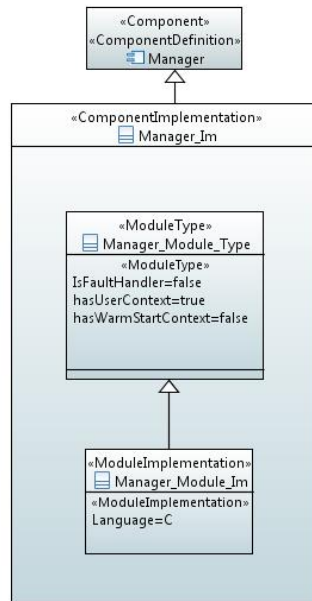 «Component»
«ComponentDefinition»
Manager
«ComponentImplementation»
Manager_Im
«ModuleType»
Manager_Module_Type
«ModuleType»
IsFaultHandler=false
hasUserContext=true
hasWarmStartContext=false
«ModuleImplementation»
Manager_Module_Im
«ModuleImplementation»
Language=C